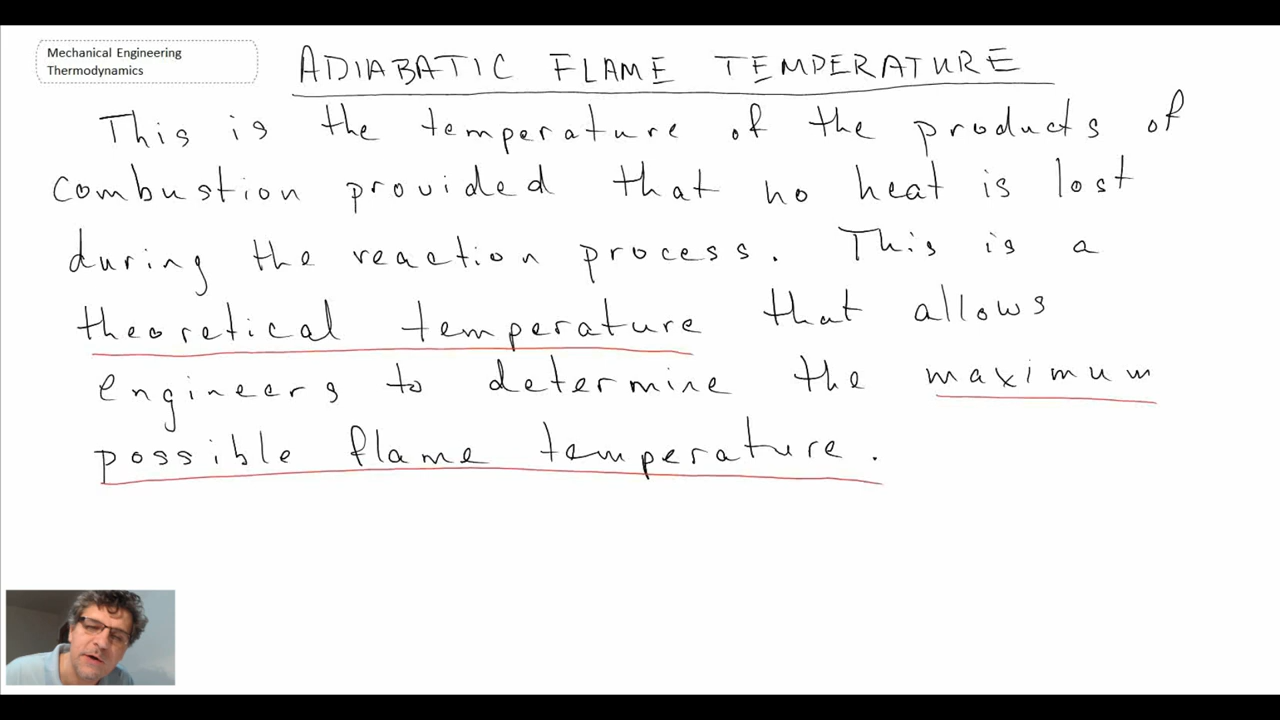 Mechanical Engineering
Thermodynamics
ADIABATIC FLAME TEMPERATURE
This is the temperature of the products of
combustion provided that no heat is lost
during the reaction process. This is a
theoretical temperature that allows
engineers to determine the maximum
possible flame temperature.